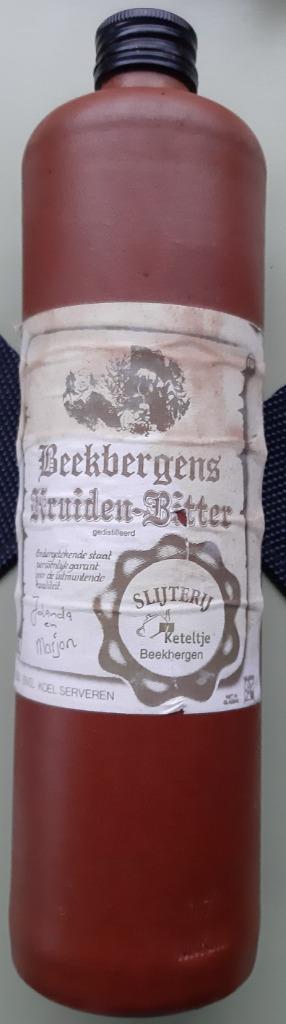 Beekbergens
Kruiden-Bitter
gedistilleerd
Ondergetekende staat
persoonlijk garant
voor de uitmuntende
kwaliteit.
Jolanda
en
Marjon
SLIJTERIJ
Keteltje
Beekbergen
KOEL SERVEREN